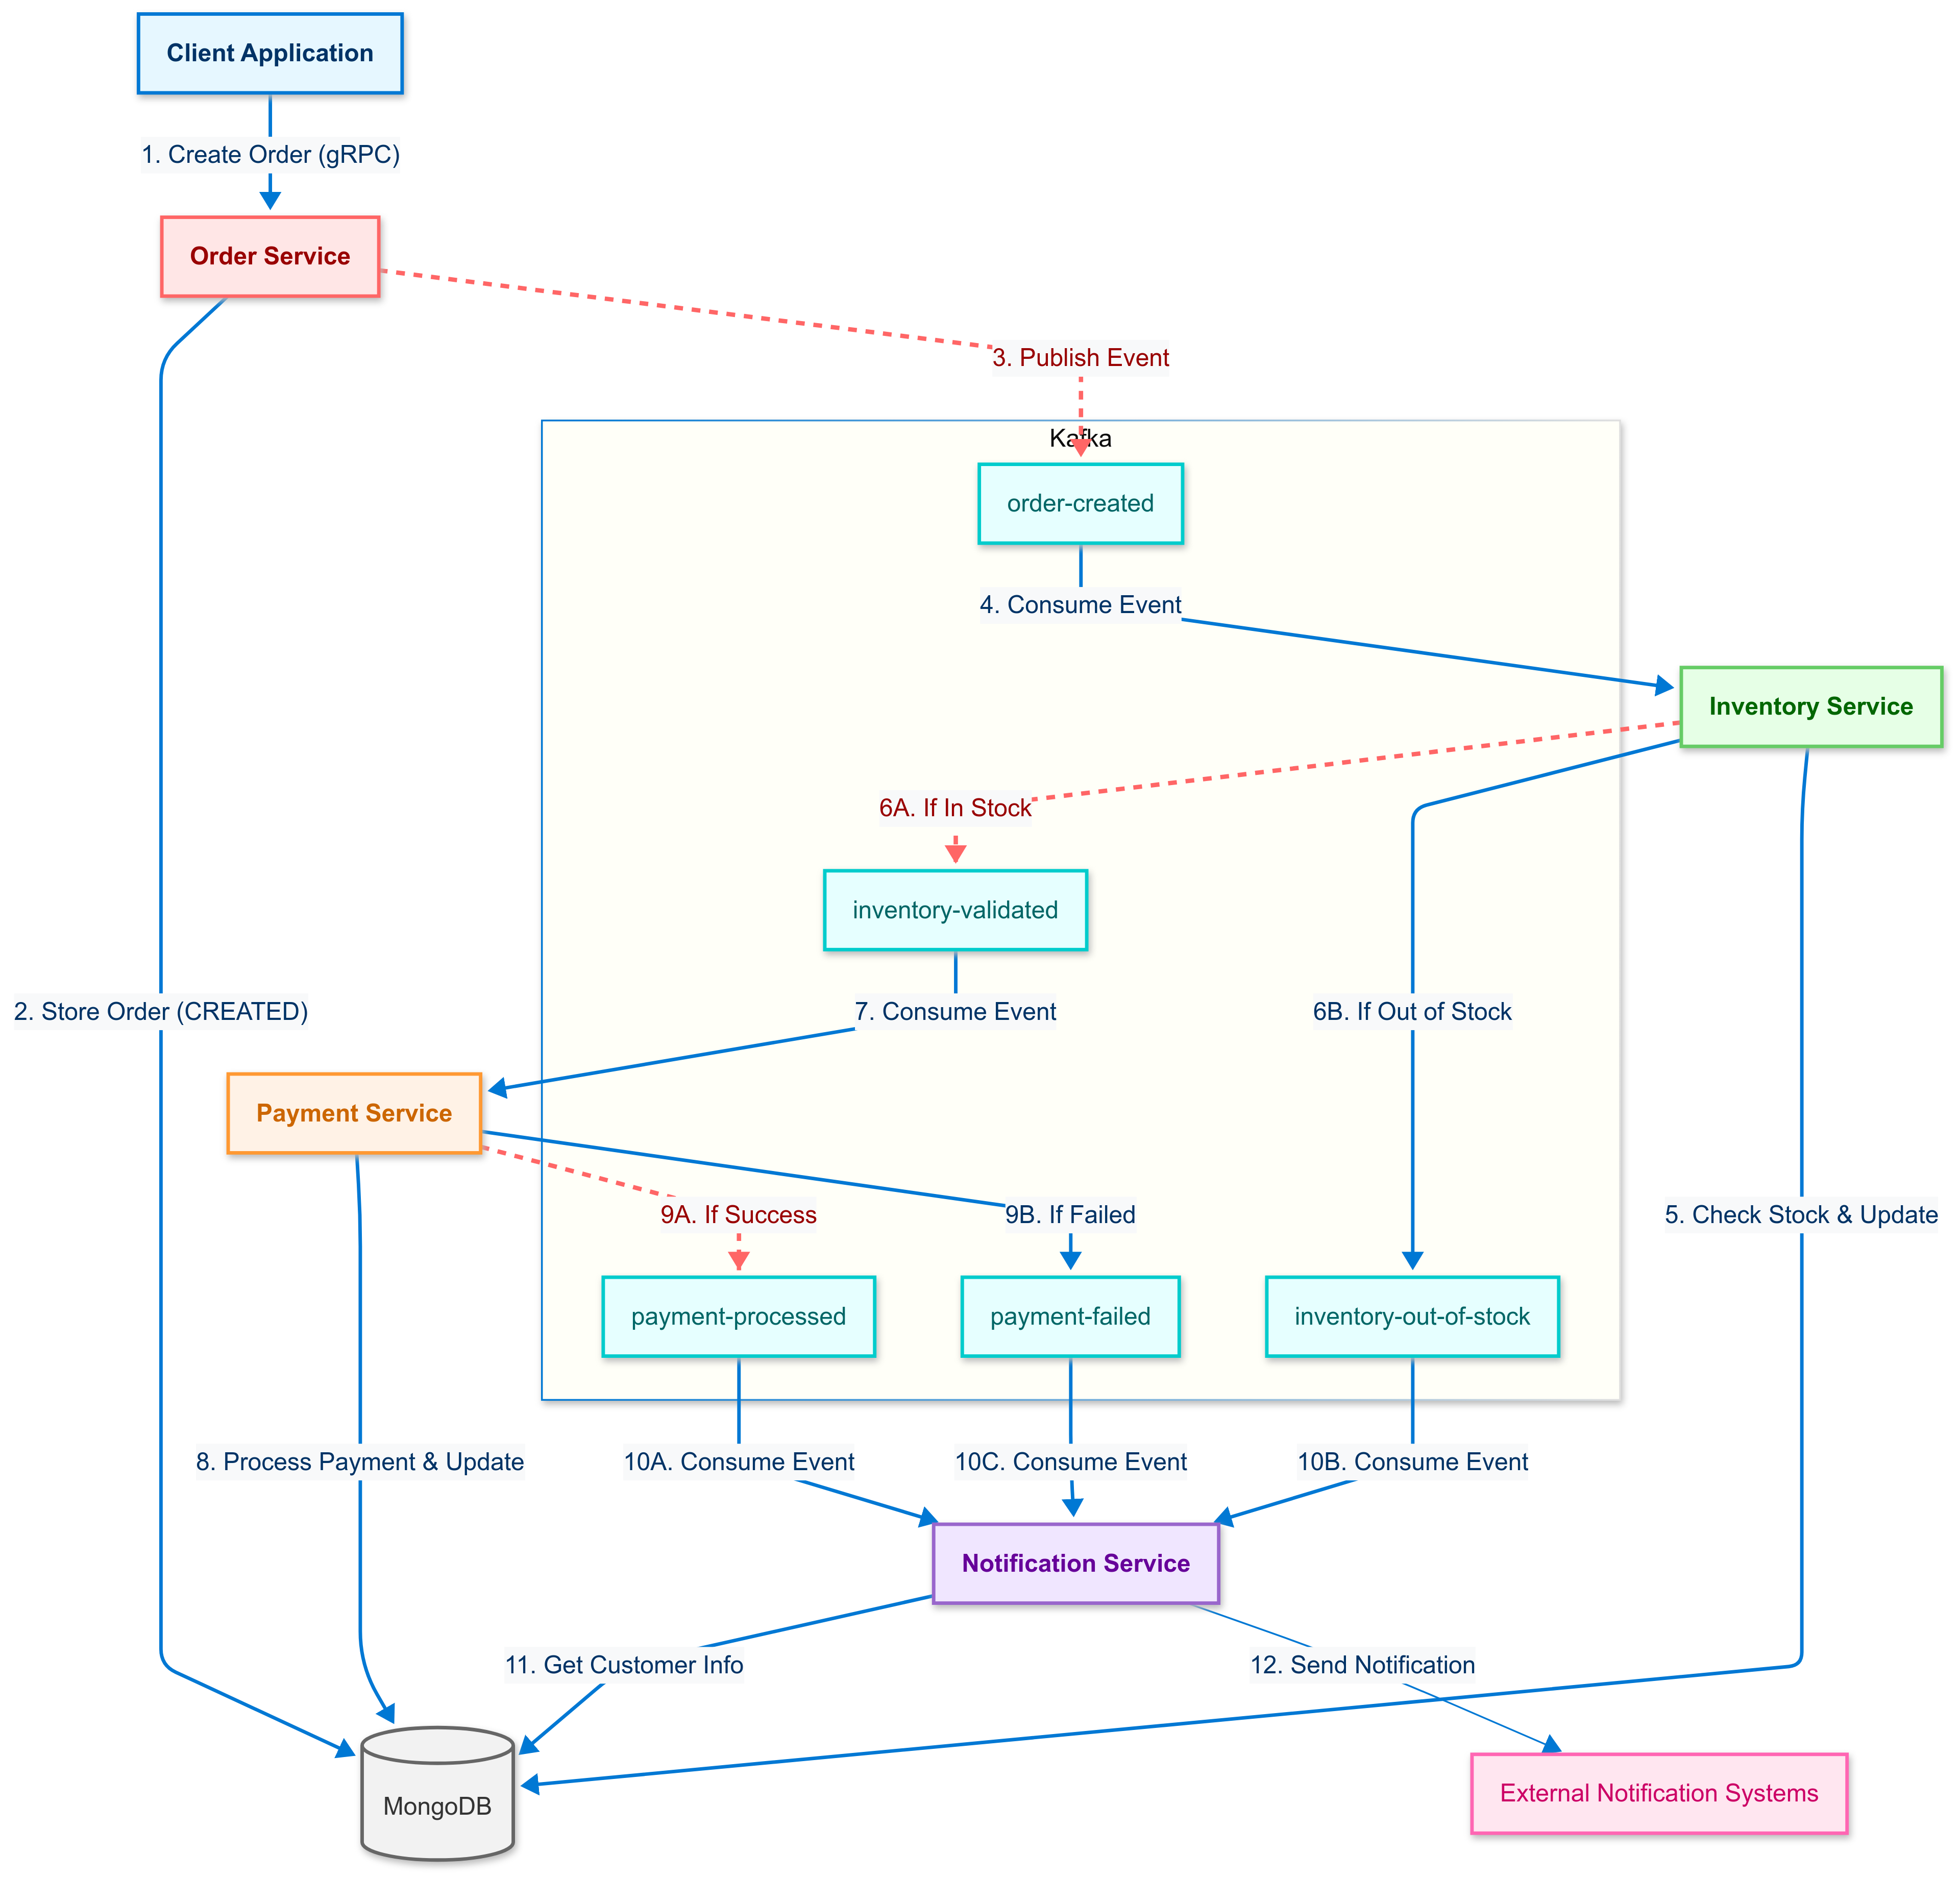 Client Application
1. Create Order (gRPC)
Order Service
3. Publish Event
Kafka
order-created
4. Consume Event
Inventory Service
6A. If In Stock
inventory-validated
2. Store Order (CREATED)
7. Consume Event
6B. If Out of Stock
Payment Service
9A. If Success
9B. If Failed
5. Check Stock & Update
payment-processed
payment-failed
inventory-out-of-stock
8. Process Payment & Update
10A. Consume Event
10C. Consume Event
10B. Consume Event
Notification Service
11. Get Customer Info
12. Send Notification
MongoDB
External Notification Systems